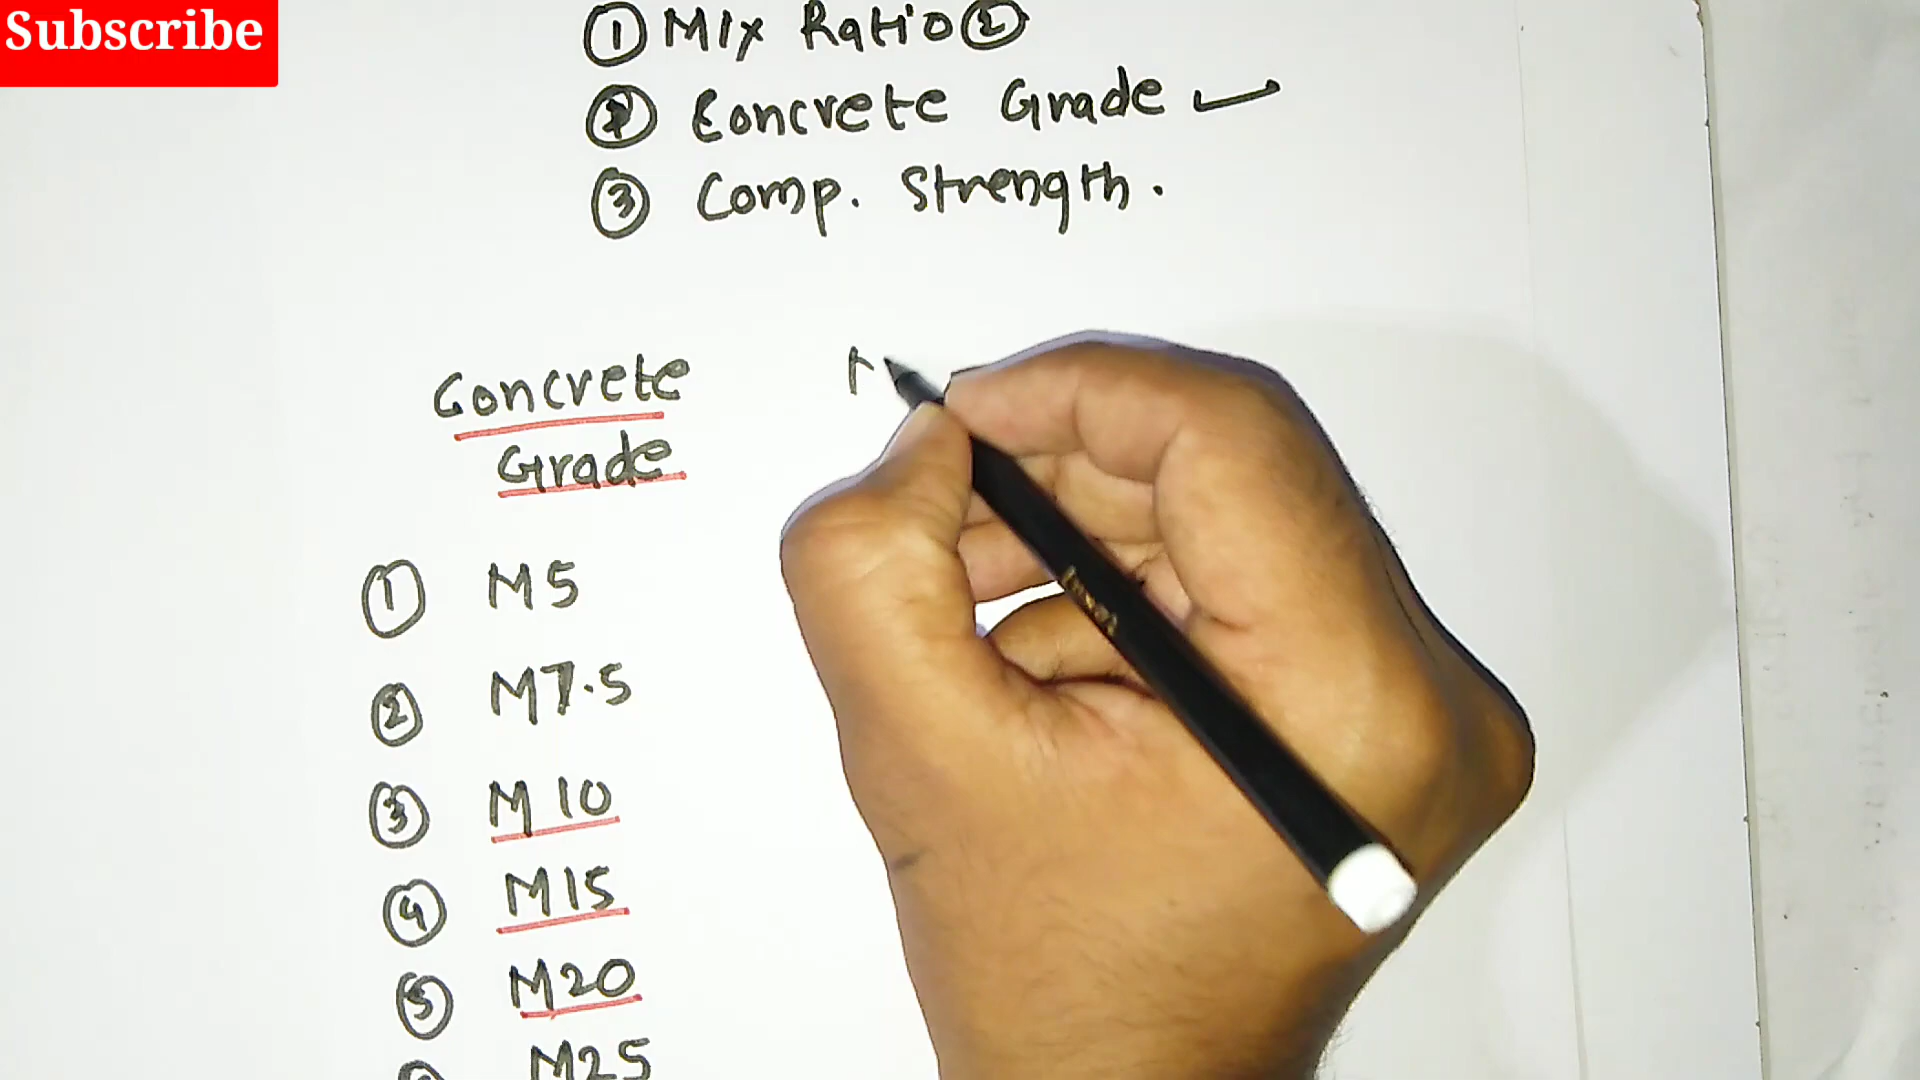 Subscribe
① Mix Ratio ②
② Concrete Grade
③ Comp. Strength.
Concrete
Grade
① M5
② M7.5
③ M10
④ M15
⑤ M20
M25